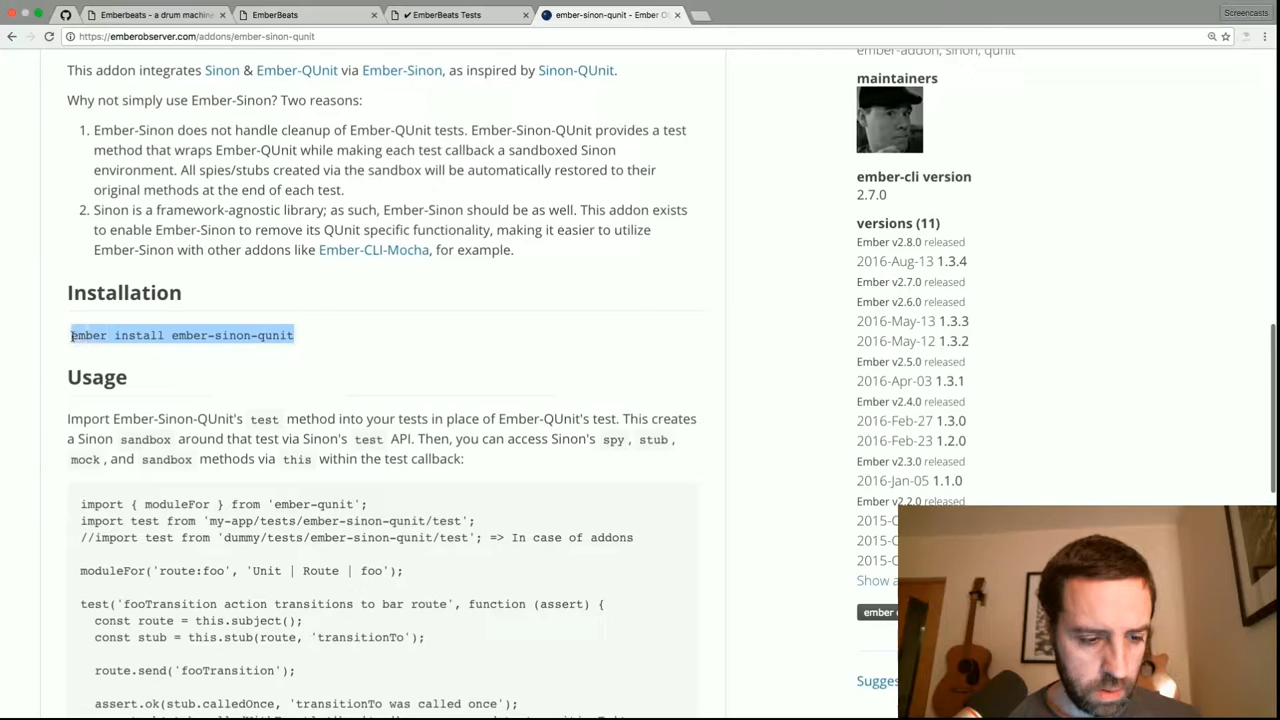 Emberbeats - a drum machine
EmberBeats
✔ EmberBeats Tests
ember-sinon-qunit - Ember O
Screencasts
https://emberobserver.com/addons/ember-sinon-qunit
This addon integrates Sinon & Ember-QUnit via Ember-Sinon, as inspired by Sinon-QUnit.
Why not simply use Ember-Sinon? Two reasons:
1. Ember-Sinon does not handle cleanup of Ember-QUnit tests. Ember-Sinon-QUnit provides a test
method that wraps Ember-QUnit while making each test callback a sandboxed Sinon
environment. All spies/stubs created via the sandbox will be automatically restored to their
original methods at the end of each test.
2. Sinon is a framework-agnostic library; as such, Ember-Sinon should be as well. This addon exists
to enable Ember-Sinon to remove its QUnit specific functionality, making it easier to utilize
Ember-Sinon with other addons like Ember-CLI-Mocha, for example.
Installation
ember install ember-sinon-qunit
Usage
Import Ember-Sinon-QUnit's test method into your tests in place of Ember-QUnit's test. This creates
a Sinon sandbox around that test via Sinon's test API. Then, you can access Sinon's spy, stub,
mock, and sandbox methods via this within the test callback:
import { moduleFor } from 'ember-qunit';
import test from 'my-app/tests/ember-sinon-qunit/test';
//import test from 'dummy/tests/ember-sinon-qunit/test'; => In case of addons
moduleFor('route:foo', 'Unit | Route | foo');
test('fooTransition action transitions to bar route', function (assert) {
const route = this.subject();
const stub = this.stub(route, 'transitionTo');
route.send('fooTransition');
assert.ok(stub.calledOnce, 'transitionTo was called once');
ember-addon, sinon, qunit
maintainers
ember-cli version
2.7.0
versions (11)
Ember v2.8.0 released
2016-Aug-13 1.3.4
Ember v2.7.0 released
Ember v2.6.0 released
2016-May-13 1.3.3
2016-May-12 1.3.2
Ember v2.5.0 released
2016-Apr-03 1.3.1
Ember v2.4.0 released
2016-Feb-27 1.3.0
2016-Feb-23 1.2.0
Ember v2.3.0 released
2016-Jan-05 1.1.0
Ember v2.2.0 released
2015-O
2015-O
2015-O
Show a
ember
Sugges